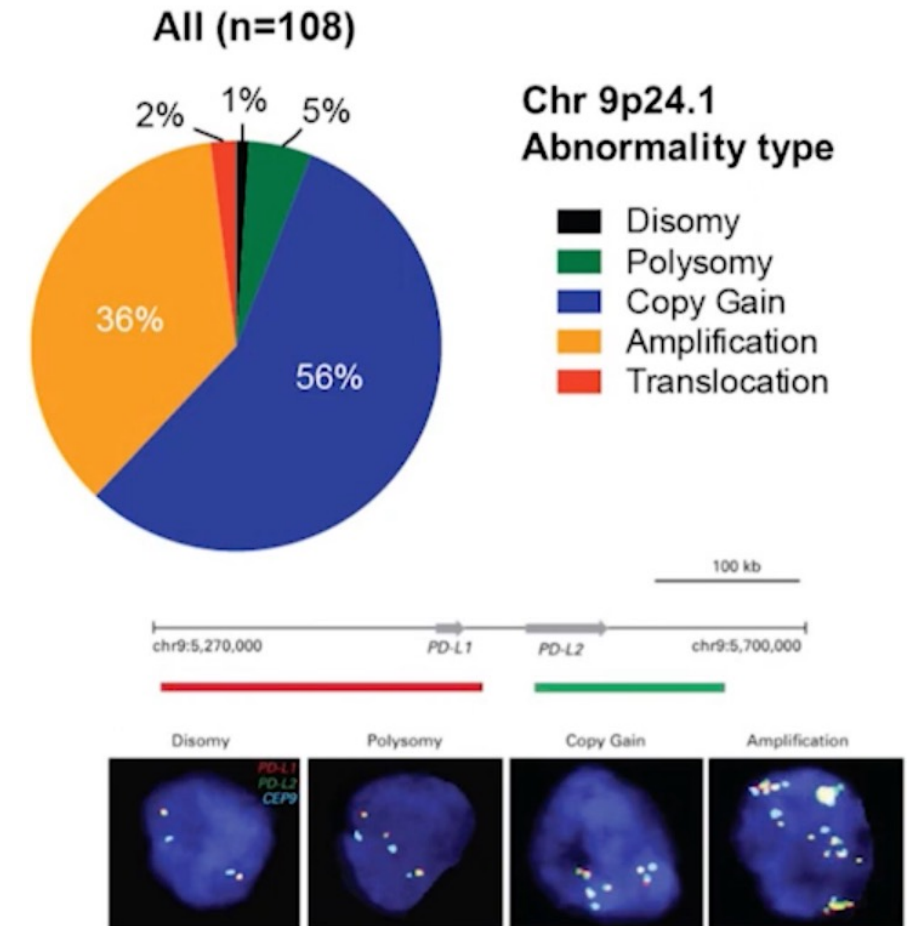 All (n=108)
2%
1%
5%
36%
56%
Chr 9p24.1
Abnormality type
Disomy
Polysomy
Copy Gain
Amplification
Translocation
100 kb
chr9:5,270,000
PD-L1
PD-L2
chr9:5,700,000
Disomy
Polysomy
Copy Gain
Amplification
PD-L1
PD-L2
CEP9